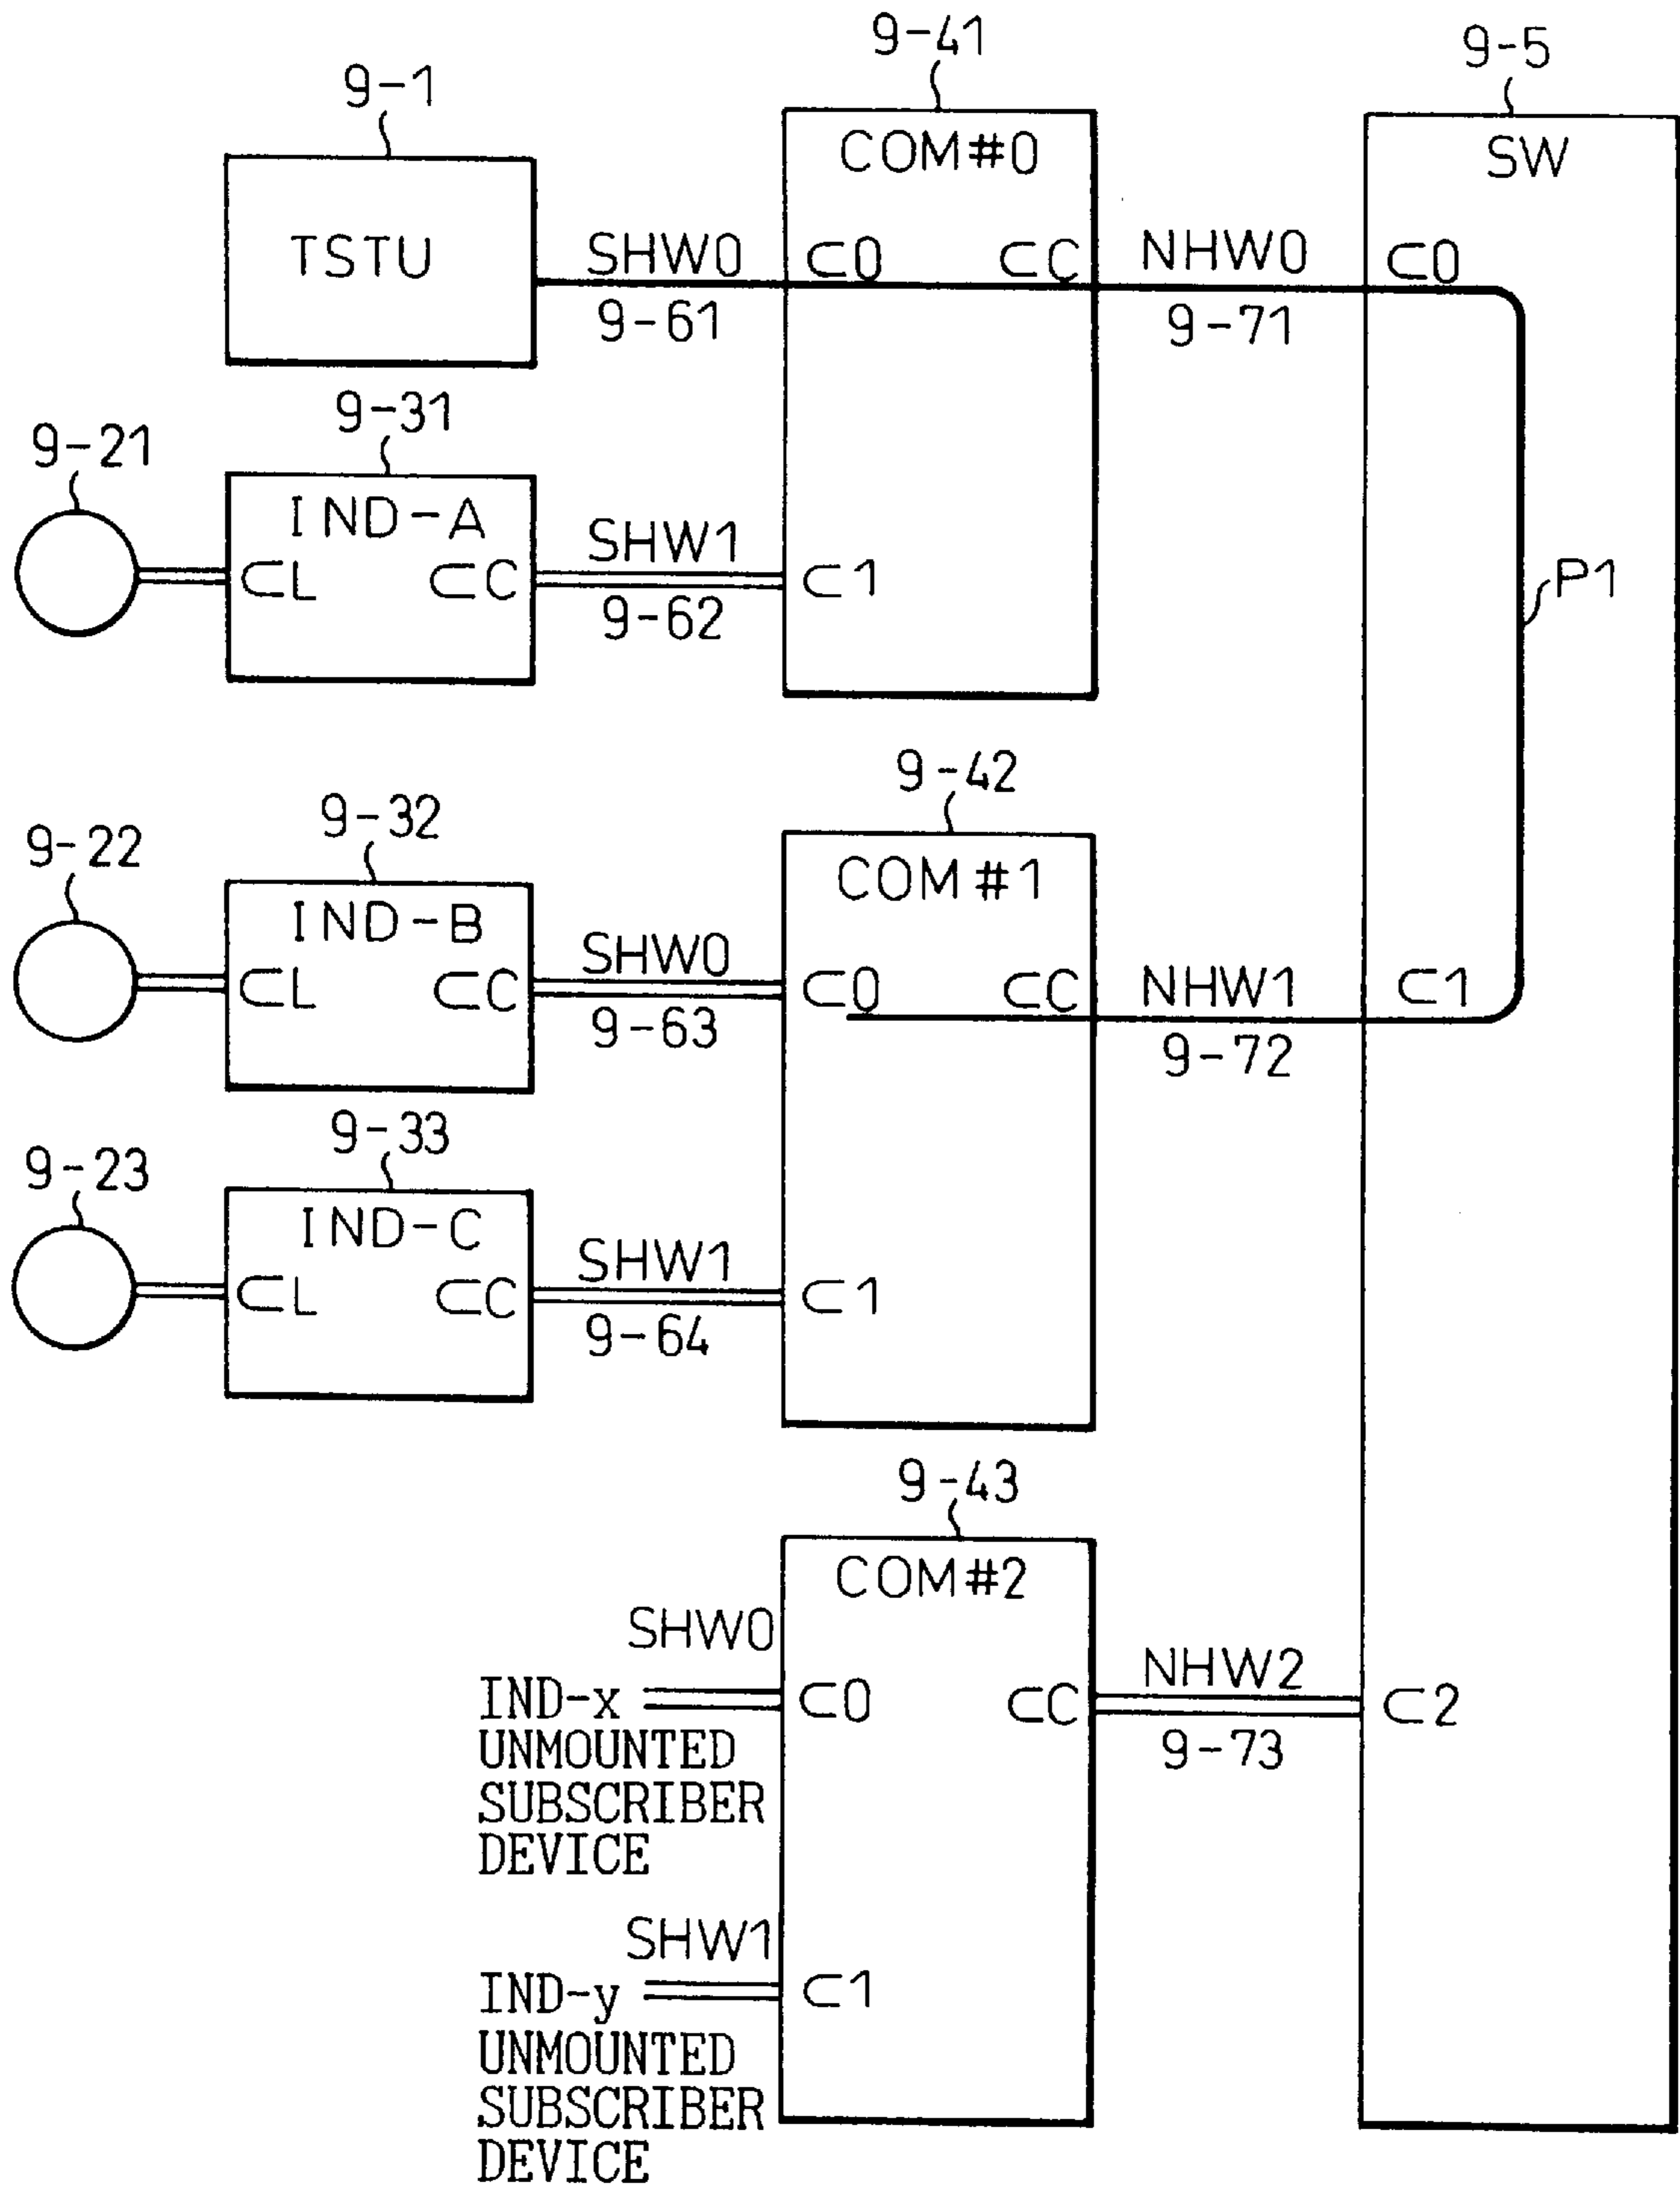 9-41
9-5
9-1
COM#0
SW
TSTU
SHW0
⊂0
⊂C
NHW0
⊂0
9-61
9-71
9-31
9-21
IND-A
SHW1
⊂L
⊂C
⊂1
P1
9-62
9-42
9-32
9-22
COM#1
IND-B
SHW0
⊂L
⊂C
⊂0
⊂C
NHW1
⊂1
9-63
9-72
9-33
9-23
IND-C
SHW1
⊂L
⊂C
⊂1
9-64
9-43
COM#2
SHW0
NHW2
IND-x
⊂0
⊂C
⊂2
UNMOUNTED
9-73
SUBSCRIBER
DEVICE
SHW1
IND-y
⊂1
UNMOUNTED
SUBSCRIBER
DEVICE